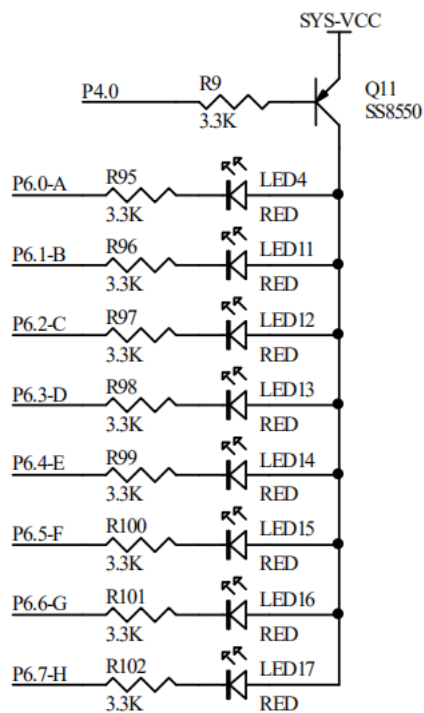 SYS-VCC
P4.0
R9
3.3K
Q11
SS8550
P6.0-A
R95
3.3K
LED4
RED
P6.1-B
R96
3.3K
LED11
RED
P6.2-C
R97
3.3K
LED12
RED
P6.3-D
R98
3.3K
LED13
RED
P6.4-E
R99
3.3K
LED14
RED
P6.5-F
R100
3.3K
LED15
RED
P6.6-G
R101
3.3K
LED16
RED
P6.7-H
R102
3.3K
LED17
RED